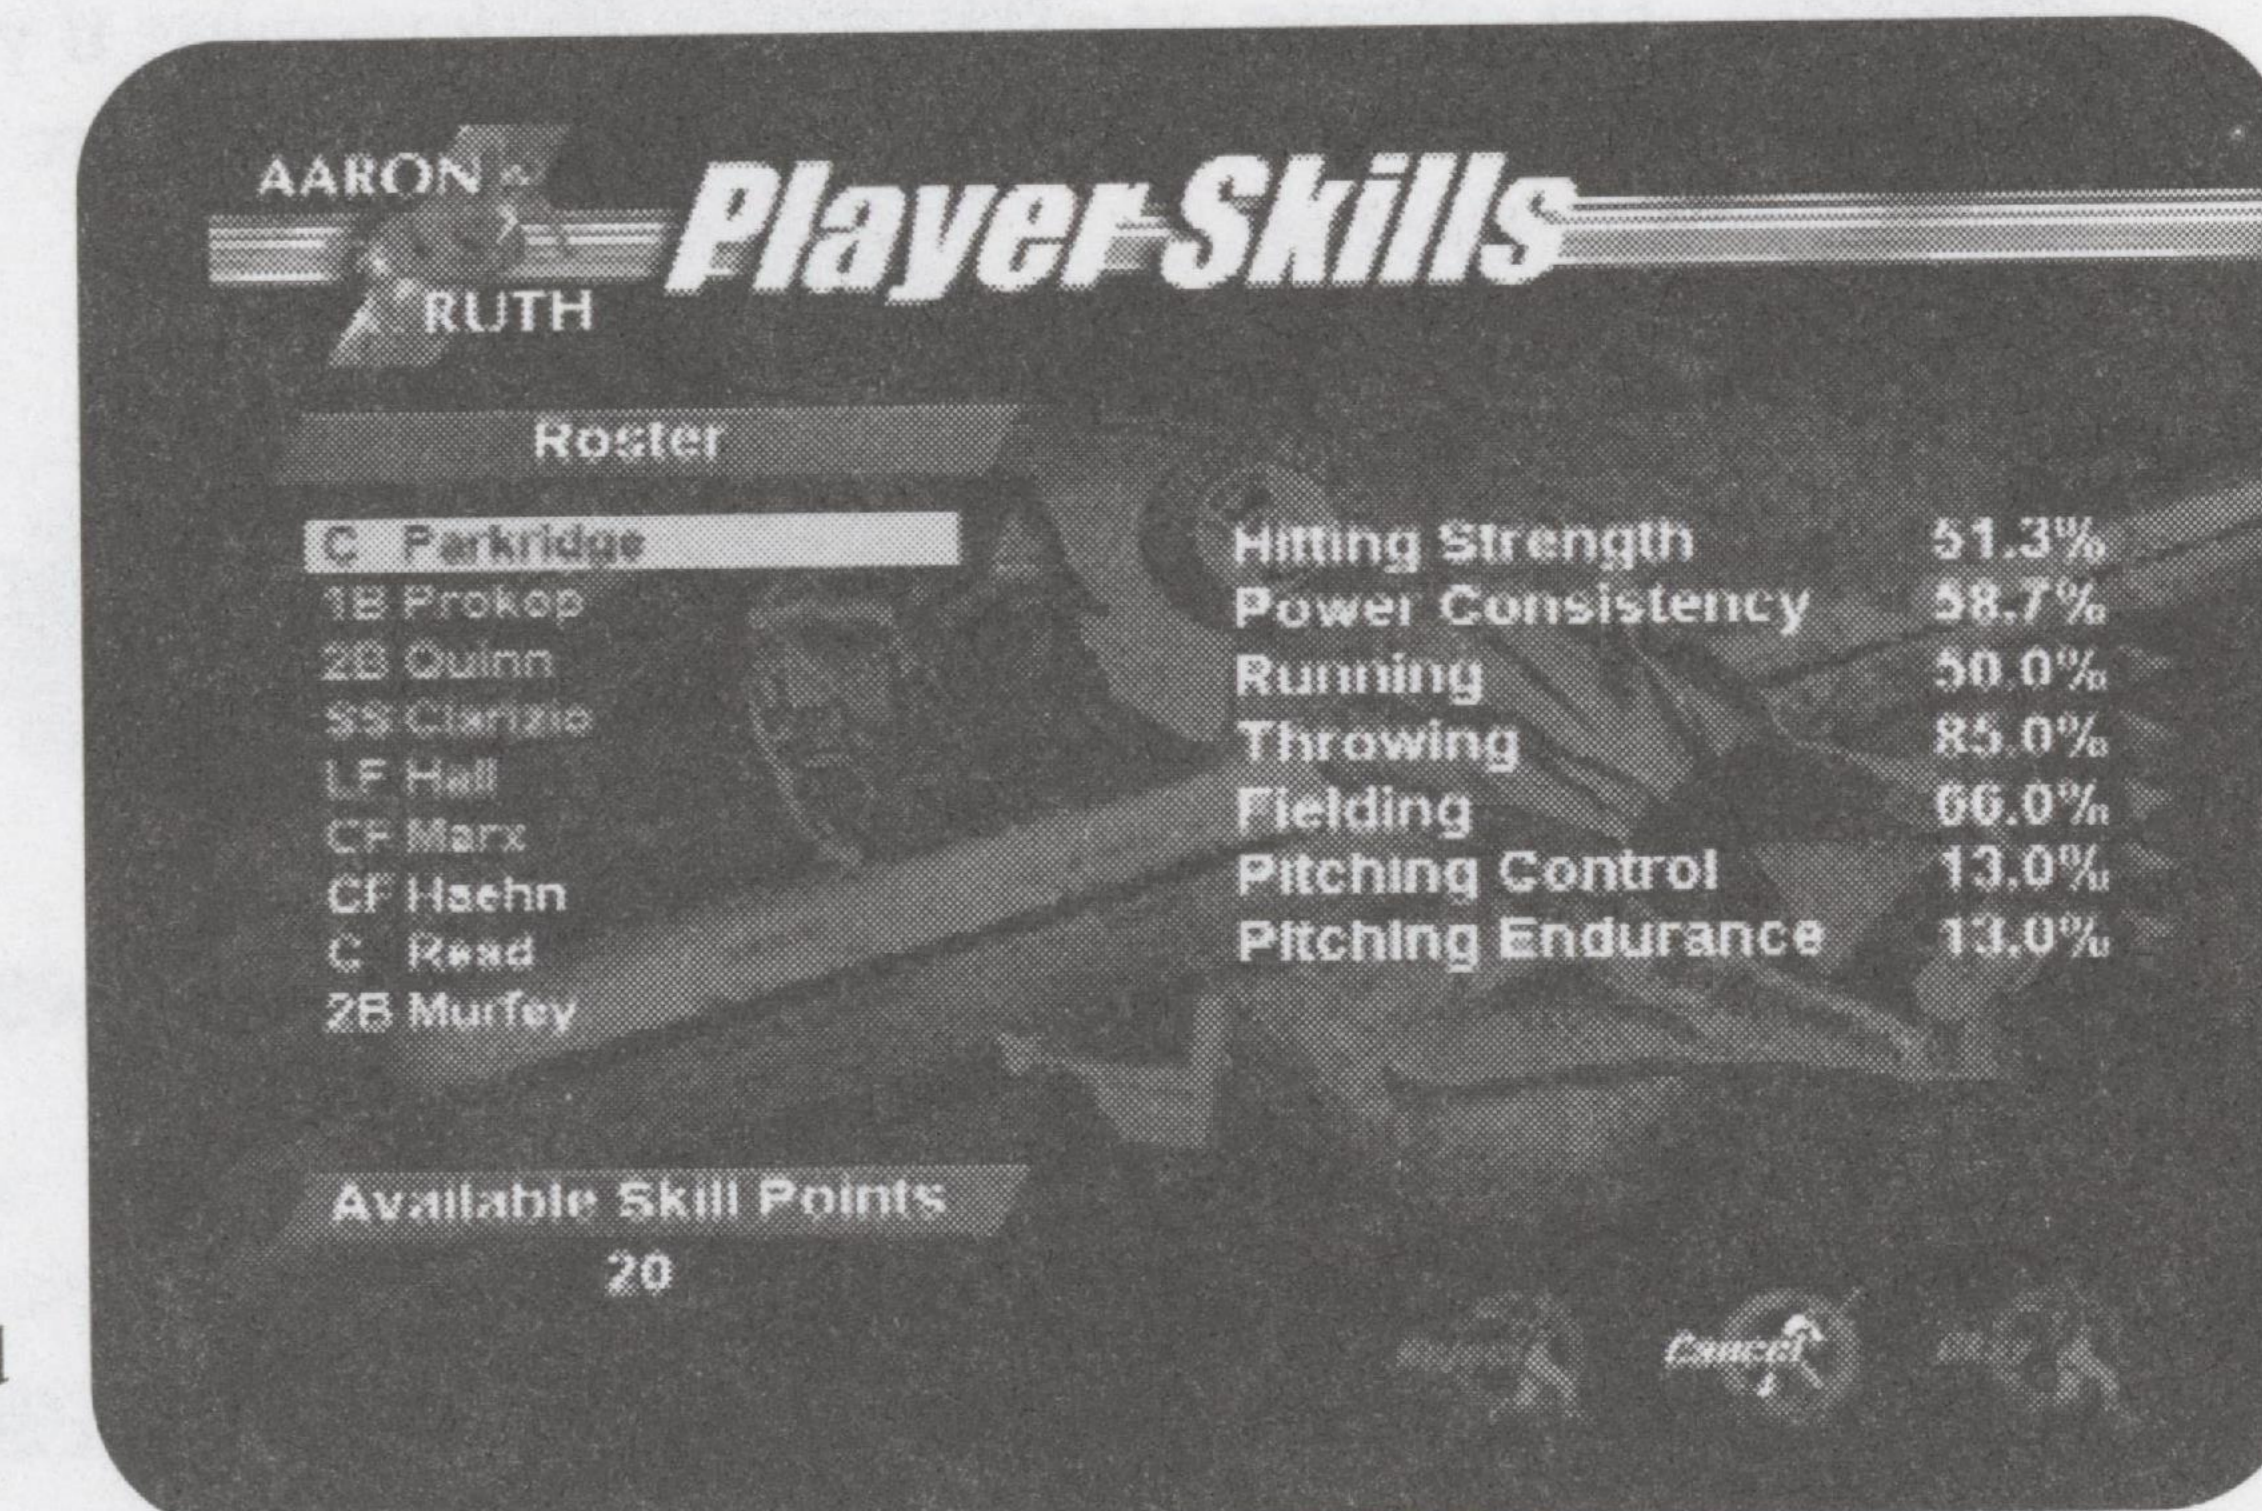 AARON
RUTH
Player Skills
Roster
C Parkridge
1B Prokop
2B Quinn
SS Clarizio
LF Hall
CF Marx
CF Haehn
C Read
2B Murfey
Hitting Strength 51.3%
Power Consistency 58.7%
Running 50.0%
Throwing 85.0%
Fielding 66.0%
Pitching Control 13.0%
Pitching Endurance 13.0%
Available Skill Points
20
Cancel